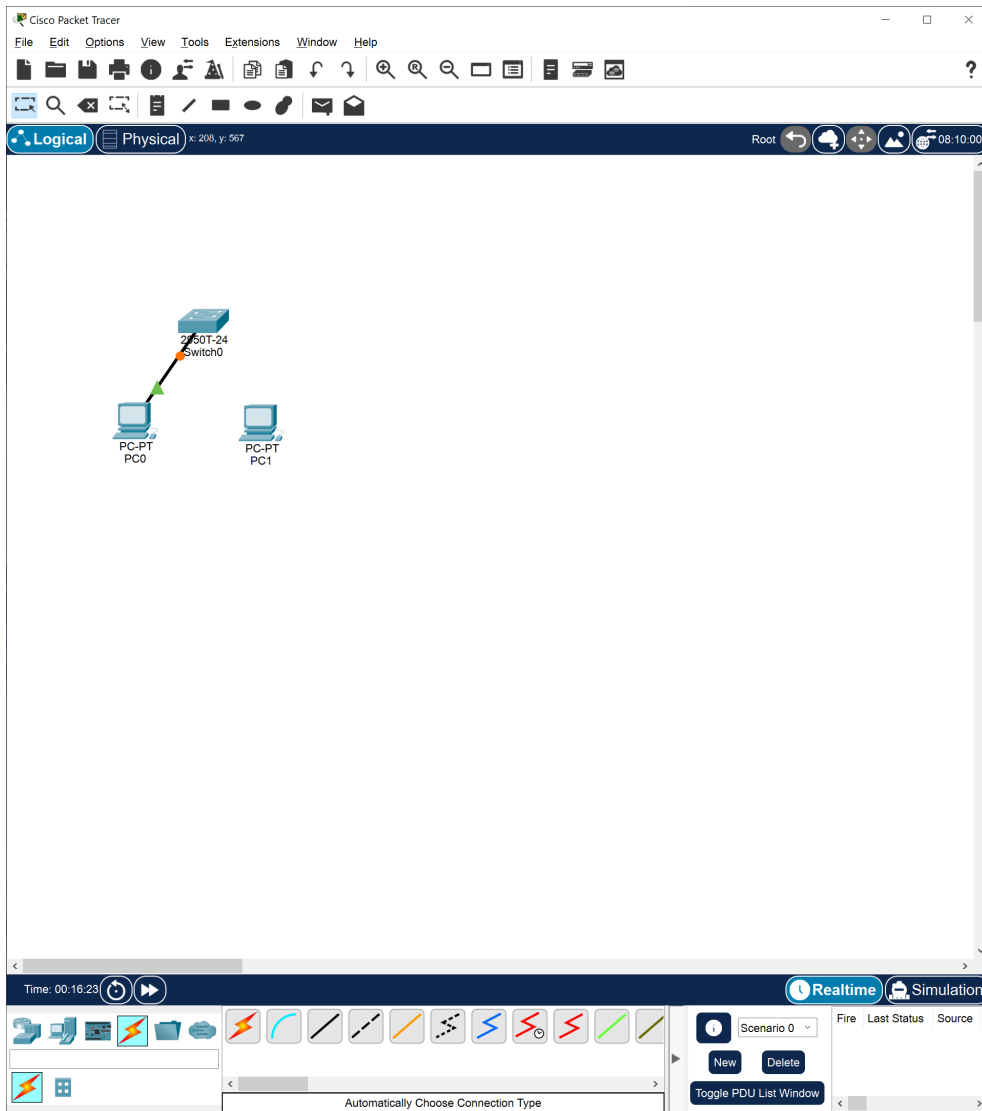 Cisco Packet Tracer
File Edit Options View Tools Extensions Window Help
?
Logical Physical x: 208, y: 567 Root 08:10:00
2950T-24
Switch0
PC-PT
PC0
PC-PT
PC1
Time: 00:16:23 Realtime Simulation
Scenario 0 Fire Last Status Source
New Delete
Toggle PDU List Window
Automatically Choose Connection Type